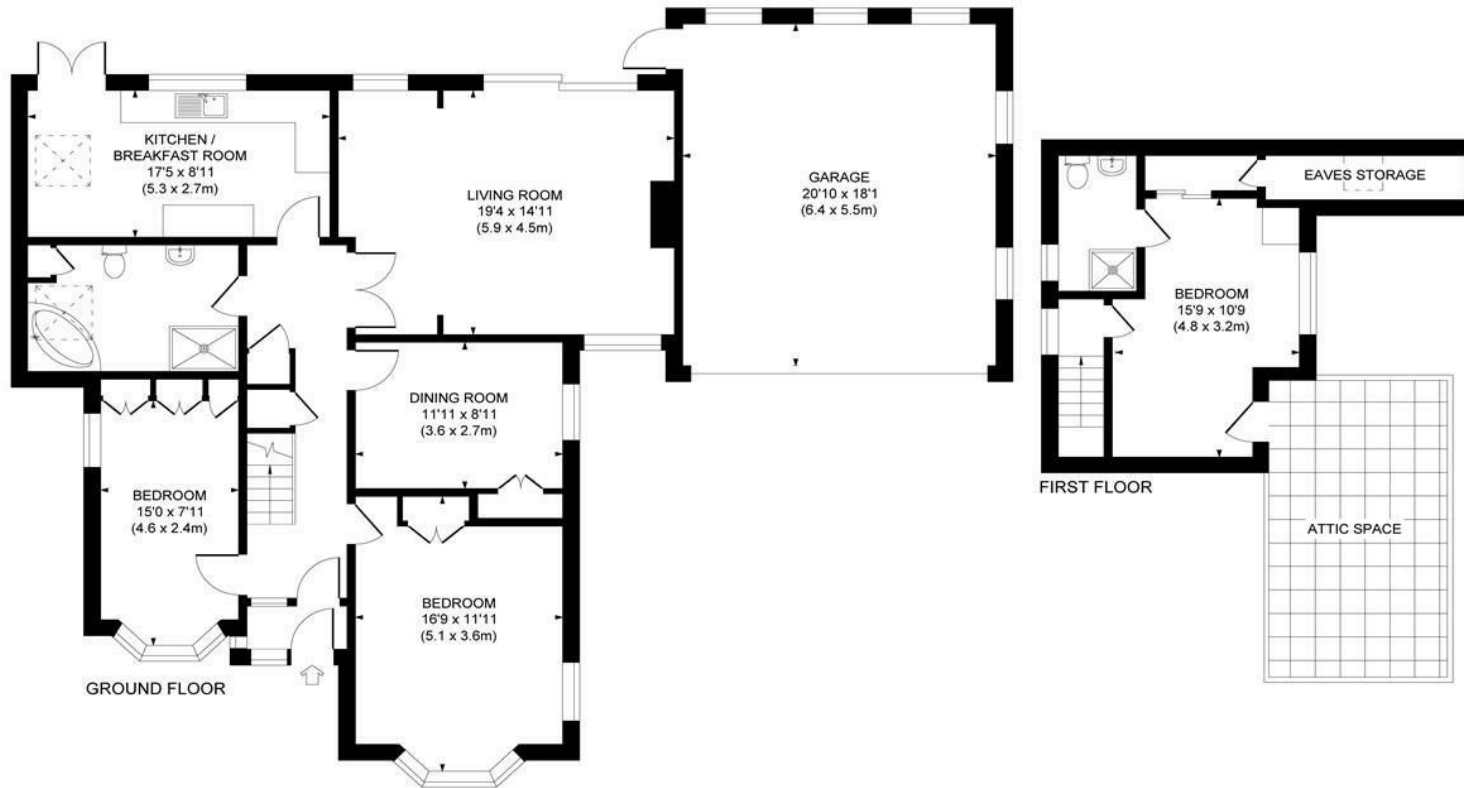 KITCHEN /
BREAKFAST ROOM
17'5 x 8'11
(5.3 x 2.7m)
LIVING ROOM
19'4 x 14'11
(5.9 x 4.5m)
GARAGE
20'10 x 18'1
(6.4 x 5.5m)
DINING ROOM
11'11 x 8'11
(3.6 x 2.7m)
BEDROOM
15'0 x 7'11
(4.6 x 2.4m)
BEDROOM
16'9 x 11'11
(5.1 x 3.6m)
GROUND FLOOR
EAVES STORAGE
BEDROOM
15'9 x 10'9
(4.8 x 3.2m)
FIRST FLOOR
ATTIC SPACE